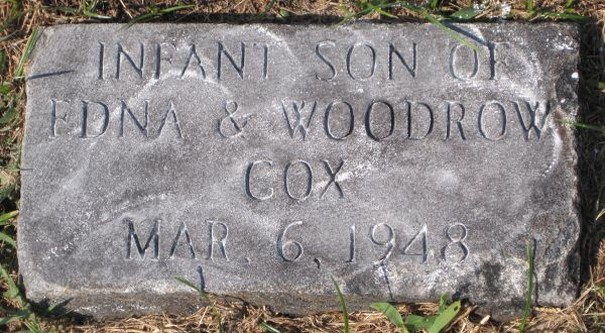 INFANT SON OF
EDNA & WOODROW
COX
MAR. 6, 1948